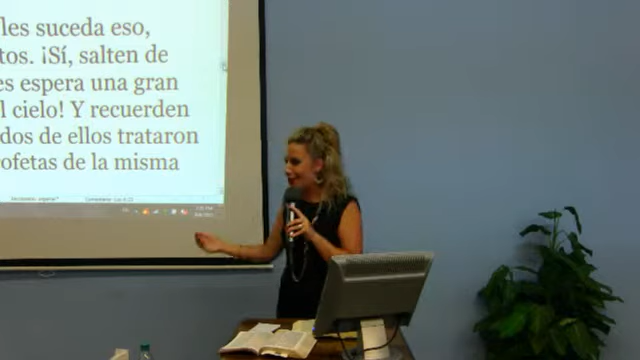 les suceda eso,
tos. ¡Sí, salten de
es espera una gran
l cielo! Y recuerden
dos de ellos trataron
ofetas de la misma